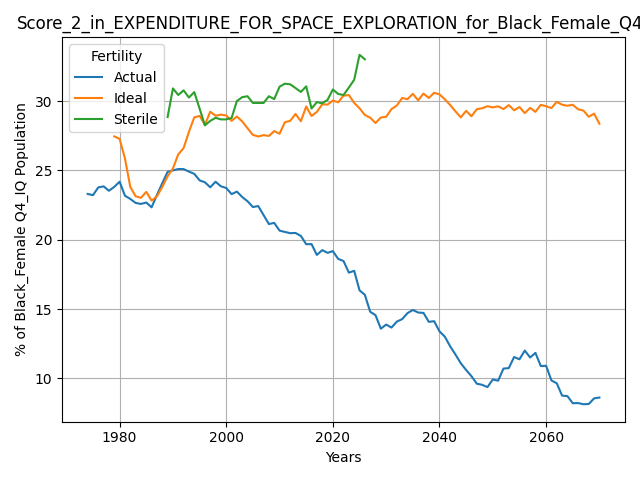 Score_2_in_EXPENDITURE_FOR_SPACE_EXPLORATION_for_Black_Female_Q4
Fertility
Actual
Ideal
Sterile
% of Black_Female Q4_IQ Population
30
25
20
15
10
1980
2000
2020
2040
2060
Years